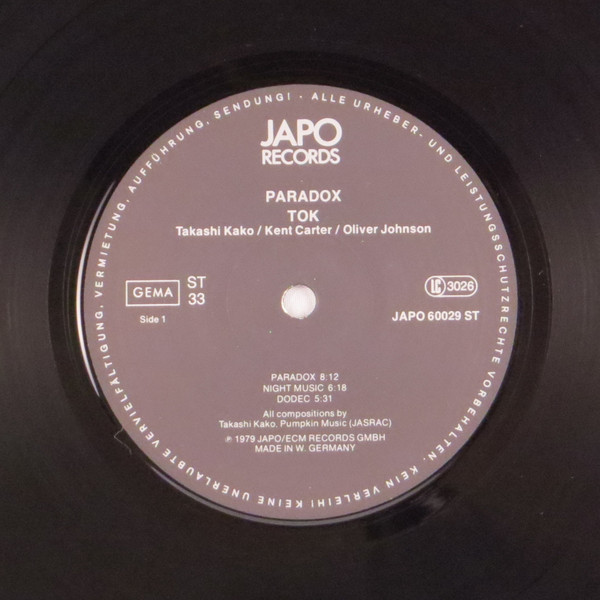 JAPO
RECORDS
PARADOX
TOK
Takashi Kako / Kent Carter / Oliver Johnson
GEMA
ST
33
LC 3026
Side 1
JAPO 60029 ST
PARADOX 8:12
NIGHT MUSIC 6:18
DODEC 5:31
All compositions by
Takashi Kako, Pumpkin Music (JASRAC)
℗ 1979 JAPO/ECM RECORDS GMBH
MADE IN W. GERMANY
ALLE URHEBER- UND LEISTUNGSSCHUTZRECHTE VORBEHALTEN. KEIN VERLEIH! KEINE UNERLAUBTE VERVIELFÄLTIGUNG, VERMIETUNG, AUFFÜHRUNG, SENDUNG! ·